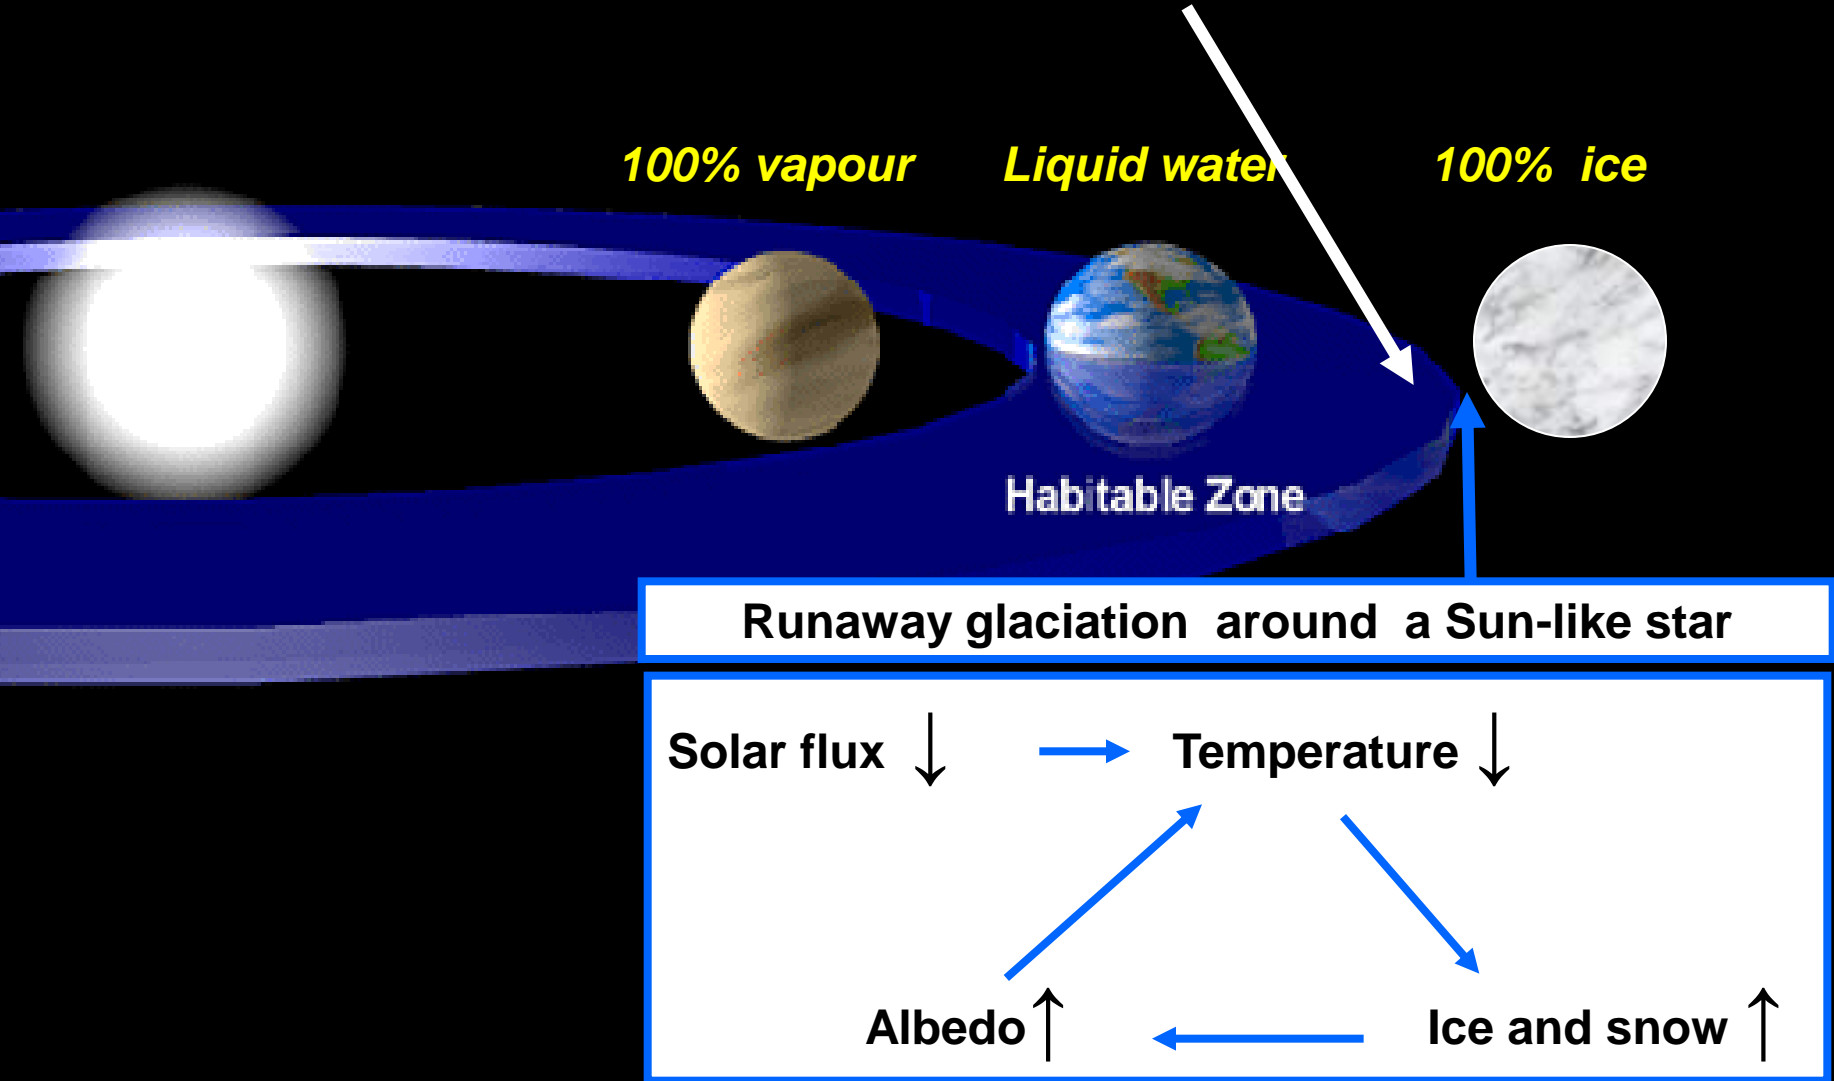 100% vapour Liquid water 100% ice
Habitable Zone
Runaway glaciation around a Sun-like star
Solar flux ↓ → Temperature ↓
Albedo ↑ ← Ice and snow ↑